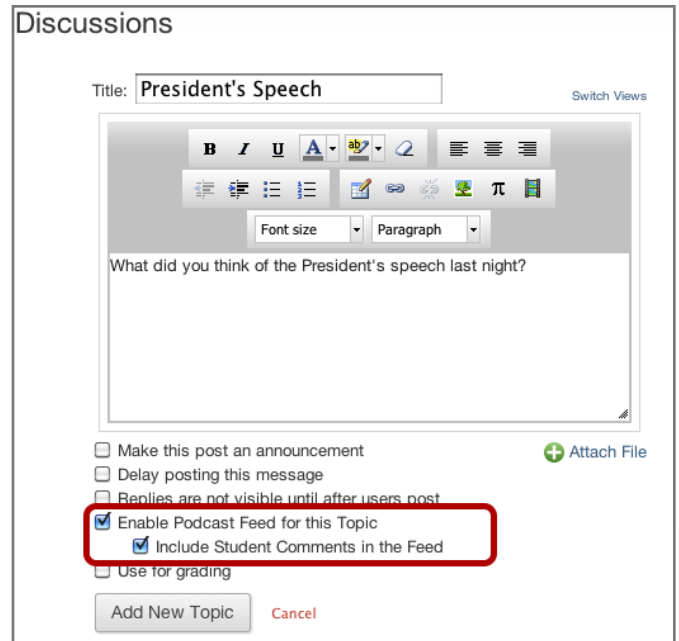 Discussions
Title: President's Speech
Switch Views
B I U A ab
π
Font size Paragraph
What did you think of the President's speech last night?
Make this post an announcement
Attach File
Delay posting this message
Replies are not visible until after users post
Enable Podcast Feed for this Topic
Include Student Comments in the Feed
Use for grading
Add New Topic Cancel